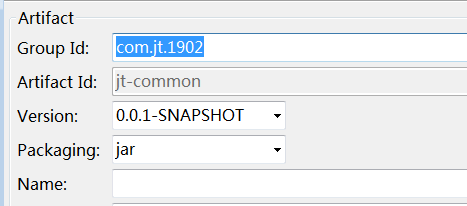 Artifact
Group Id: com.jt.1902
Artifact Id: jt-common
Version: 0.0.1-SNAPSHOT
Packaging: jar
Name: